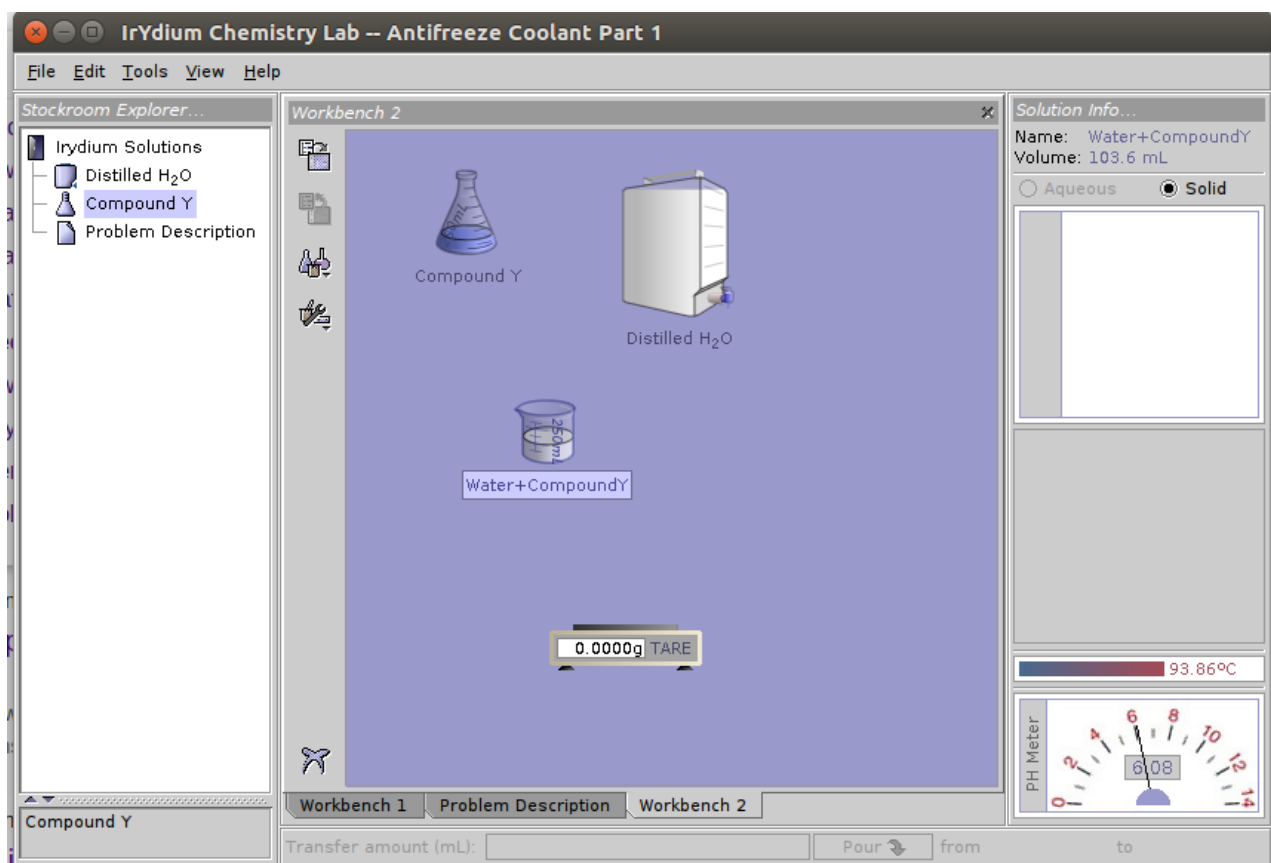 IrYdium Chemistry Lab -- Antifreeze Coolant Part 1
File Edit Tools View Help
Stockroom Explorer...
Irydium Solutions
Distilled H₂O
Compound Y
Problem Description
Compound Y
Workbench 2
Compound Y
Distilled H₂O
250mL
Water+CompoundY
0.0000g TARE
Workbench 1 Problem Description Workbench 2
Transfer amount (mL): Pour from to
Solution Info...
Name: Water+CompoundY
Volume: 103.6 mL
Aqueous Solid
93.86ºC
PH Meter
0 2 4 6 8 10 12 14
6.08